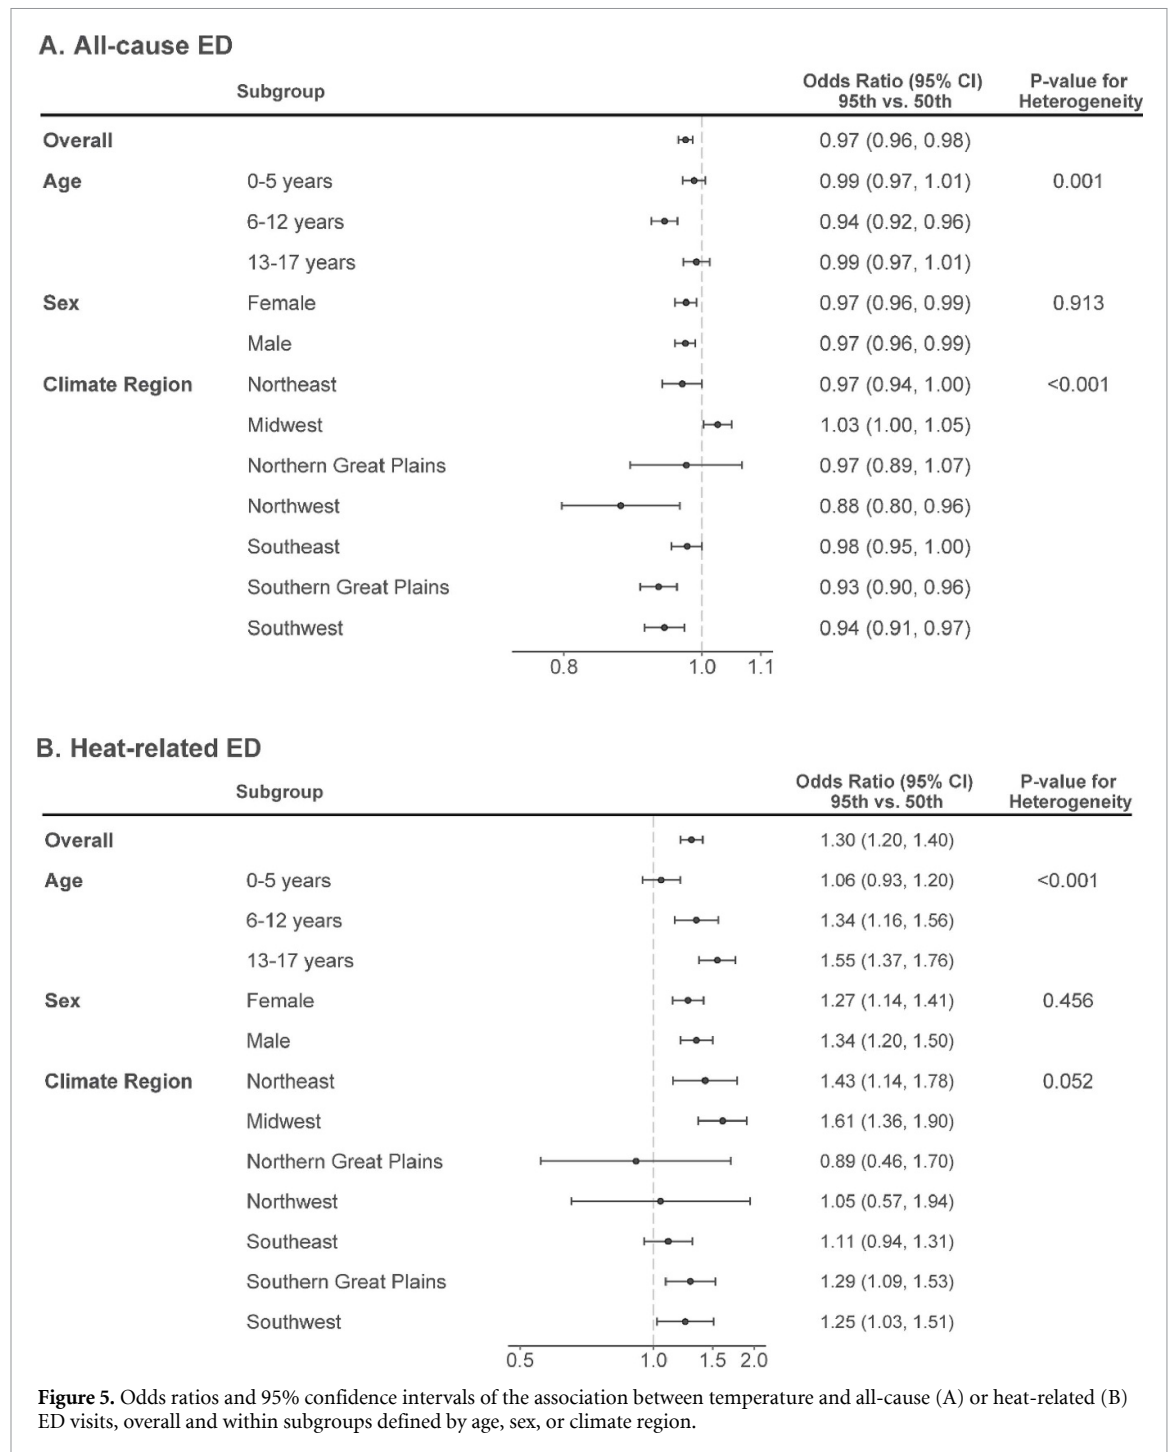 A. All-cause ED
Subgroup
Odds Ratio (95% CI)
95th vs. 50th
P-value for
Heterogeneity
Overall 0.97 (0.96, 0.98)
Age 0-5 years 0.99 (0.97, 1.01) 0.001
6-12 years 0.94 (0.92, 0.96)
13-17 years 0.99 (0.97, 1.01)
Sex Female 0.97 (0.96, 0.99) 0.913
Male 0.97 (0.96, 0.99)
Climate Region Northeast 0.97 (0.94, 1.00) <0.001
Midwest 1.03 (1.00, 1.05)
Northern Great Plains 0.97 (0.89, 1.07)
Northwest 0.88 (0.80, 0.96)
Southeast 0.98 (0.95, 1.00)
Southern Great Plains 0.93 (0.90, 0.96)
Southwest 0.94 (0.91, 0.97)
0.8 1.0 1.1
B. Heat-related ED
Subgroup
Odds Ratio (95% CI)
95th vs. 50th
P-value for
Heterogeneity
Overall 1.30 (1.20, 1.40)
Age 0-5 years 1.06 (0.93, 1.20) <0.001
6-12 years 1.34 (1.16, 1.56)
13-17 years 1.55 (1.37, 1.76)
Sex Female 1.27 (1.14, 1.41) 0.456
Male 1.34 (1.20, 1.50)
Climate Region Northeast 1.43 (1.14, 1.78) 0.052
Midwest 1.61 (1.36, 1.90)
Northern Great Plains 0.89 (0.46, 1.70)
Northwest 1.05 (0.57, 1.94)
Southeast 1.11 (0.94, 1.31)
Southern Great Plains 1.29 (1.09, 1.53)
Southwest 1.25 (1.03, 1.51)
0.5 1.0 1.5 2.0
Figure 5. Odds ratios and 95% confidence intervals of the association between temperature and all-cause (A) or heat-related (B)
ED visits, overall and within subgroups defined by age, sex, or climate region.